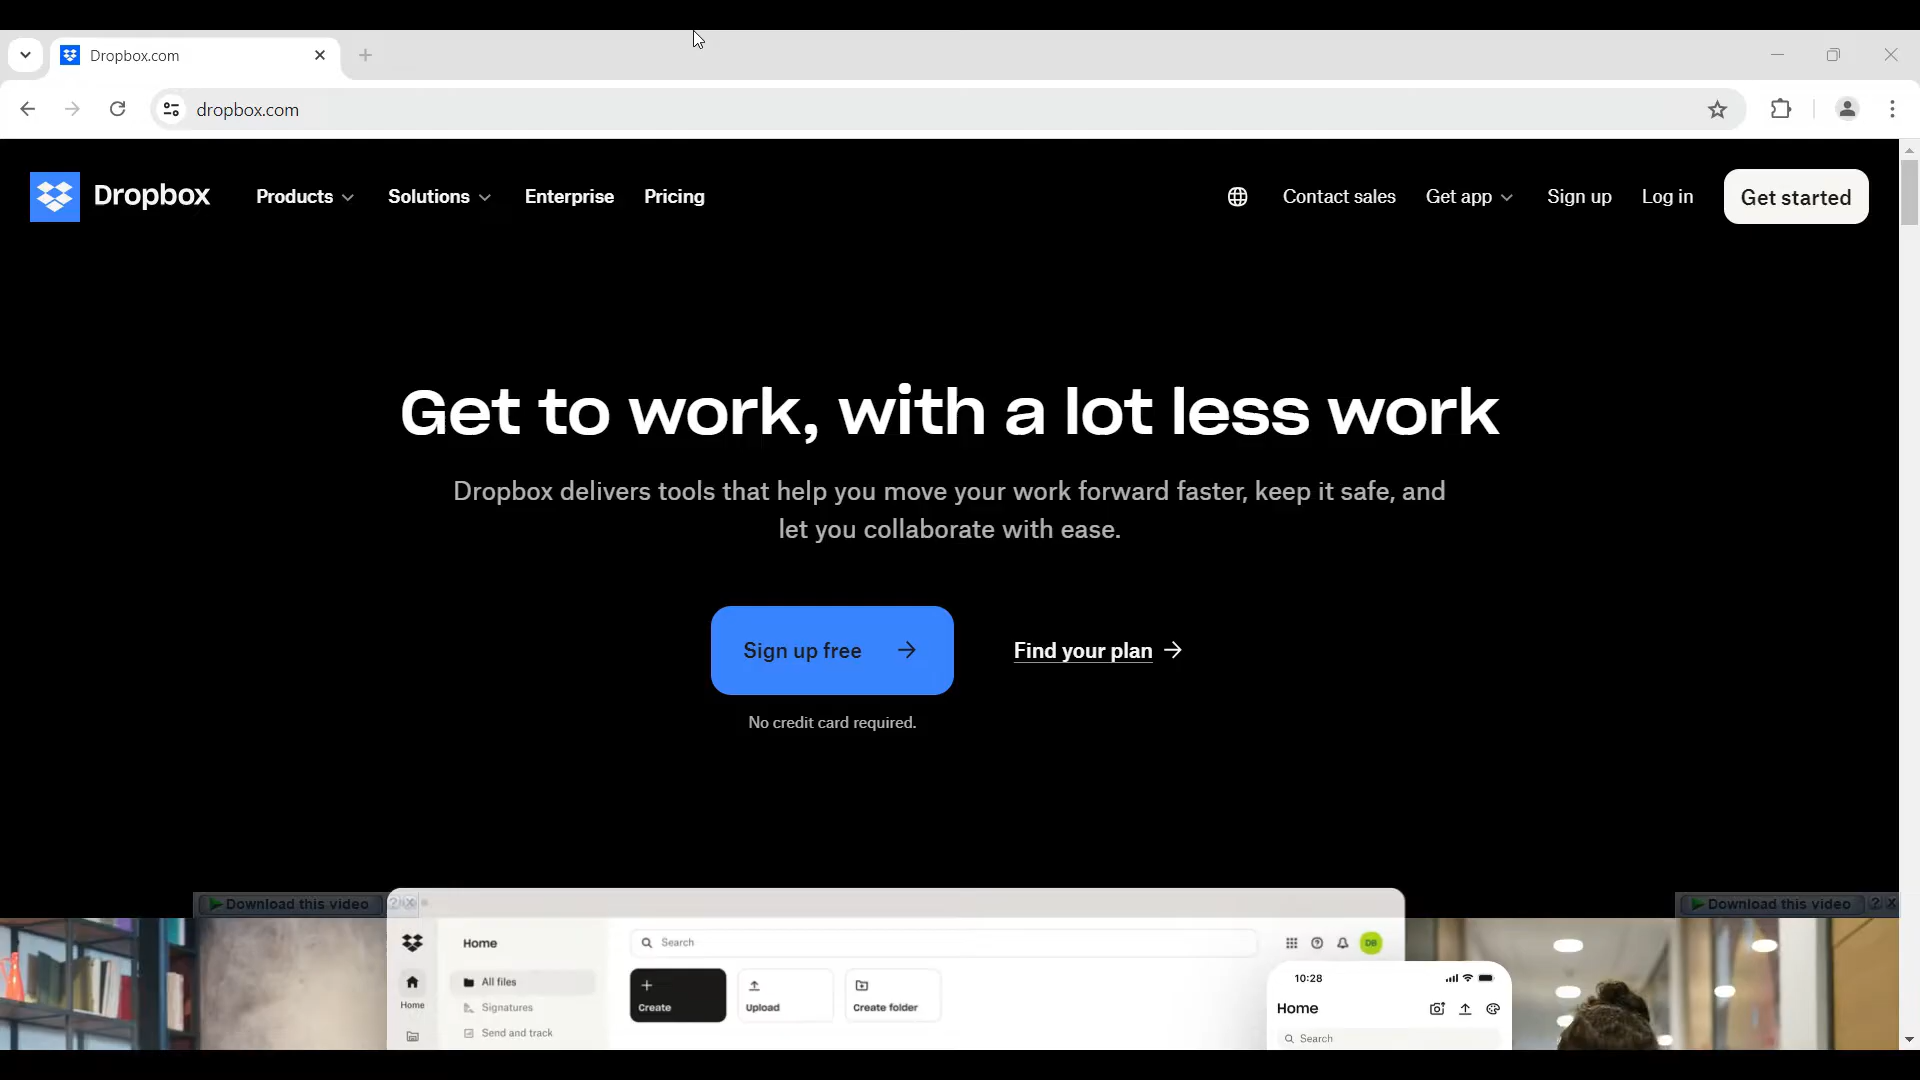 Dropbox.com
dropbox.com
Dropbox
Products
Solutions
Enterprise
Pricing
Contact sales
Get app
Sign up
Log in
Get started
Get to work, with a lot less work
Dropbox delivers tools that help you move your work forward faster, keep it safe, and
let you collaborate with ease.
Sign up free
Find your plan
No credit card required.
Download this video
?
X
Download this video
?
X
Home
Search
DB
Home
All files
Signatures
Send and track
Create
Upload
Create folder
10:28
Home
Search